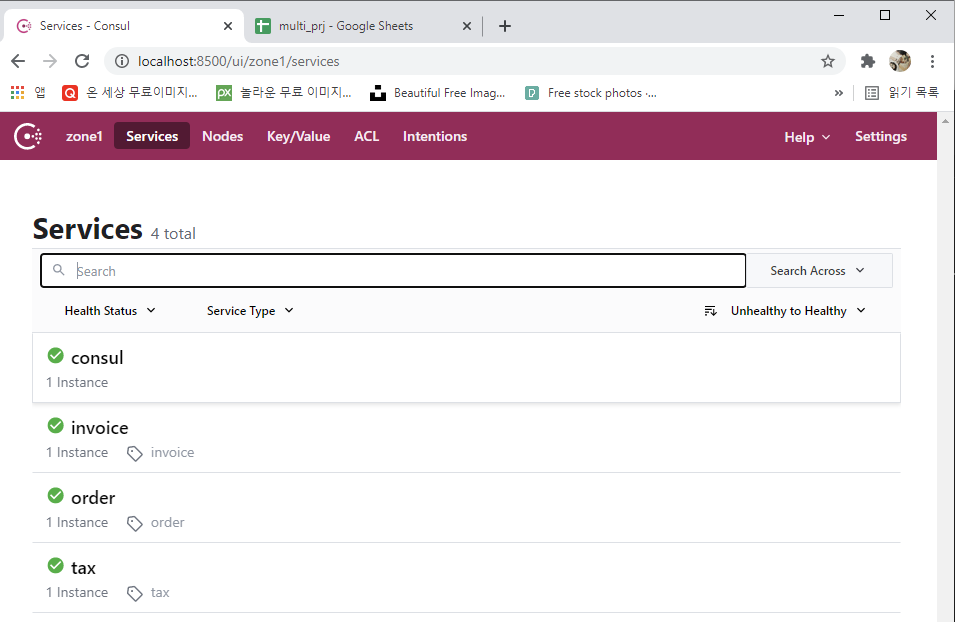 Services - Consul
multi_prj - Google Sheets
localhost:8500/ui/zone1/services
앱 온 세상 무료이미지... px 놀라운 무료 이미지... Beautiful Free Imag... Free stock photos ·... » 읽기 목록
zone1 Services Nodes Key/Value ACL Intentions Help Settings
Services 4 total
Search
Search Across
Health Status Service Type Unhealthy to Healthy
consul
1 Instance
invoice
1 Instance invoice
order
1 Instance order
tax
1 Instance tax